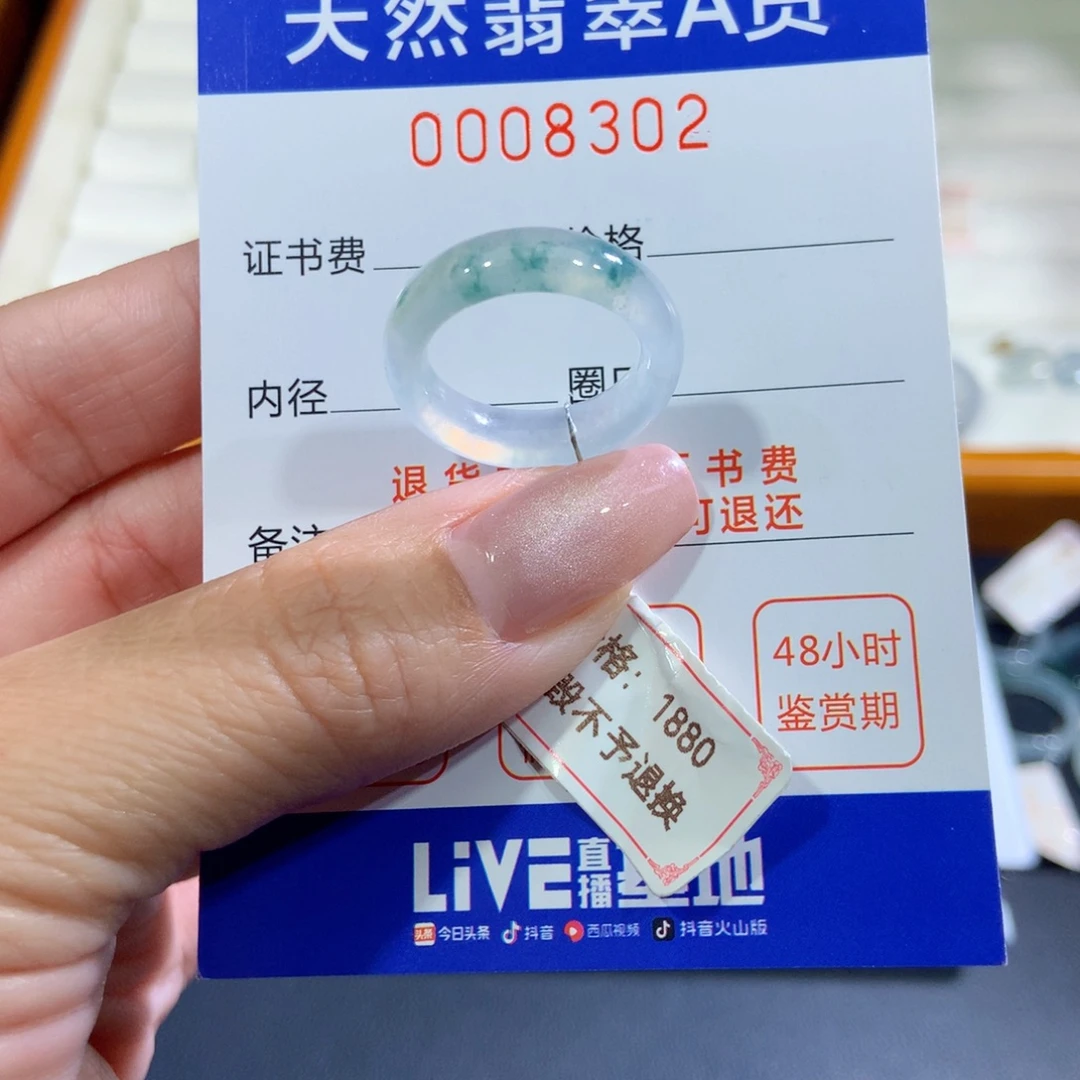 天然翡翠A货
0008302
证书费
价格
内径
圈
退货 书费
可退还
备注
48小时
鉴赏期
格: 1880
毁不予退换
LiVE直播基地
今日头条 抖音 西瓜视频 抖音火山版